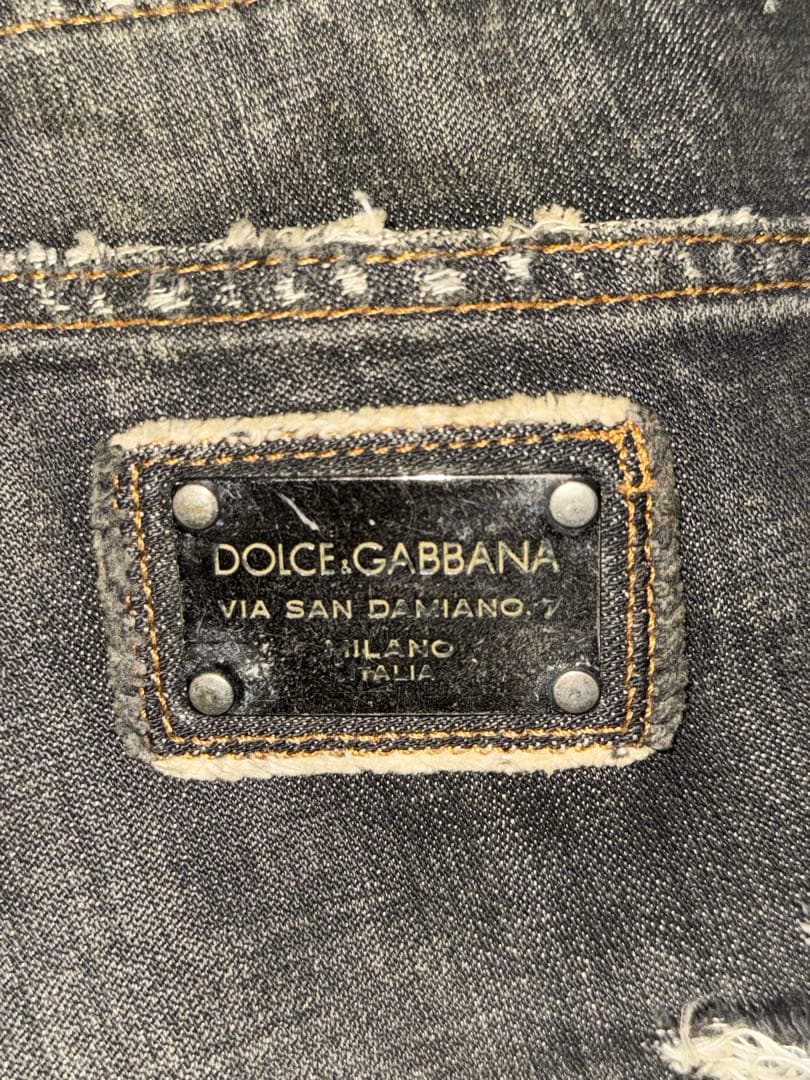 DOLCE&GABBANA
VIA SAN DAMIANO, 7
MILANO
ITALIA